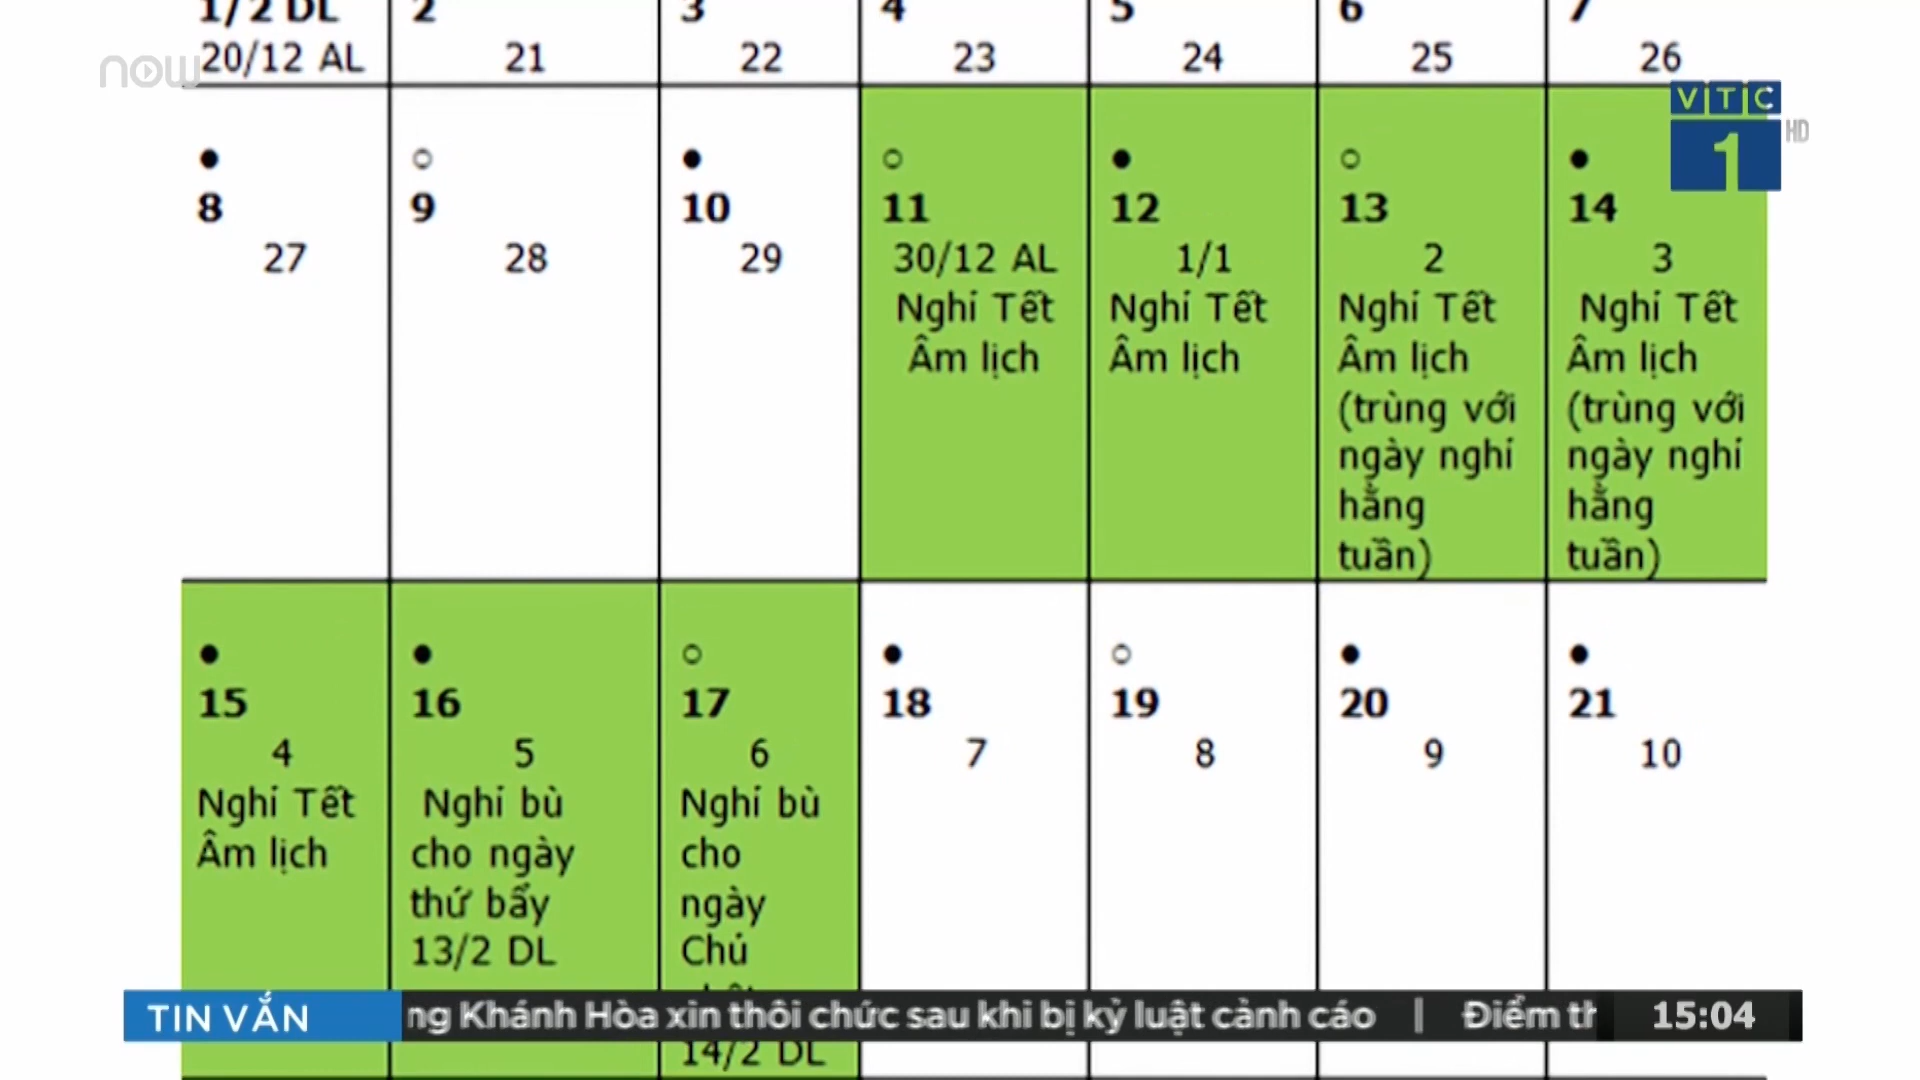 1/2 DL
2
3
4
5
6
7
20/12 AL
21
22
23
24
25
26
now
VTC
1
HD
8
9
10
11
12
13
14
27
28
29
30/12 AL
1/1
2
3
Nghỉ Tết
Âm lịch
Nghỉ Tết
Âm lịch
Nghỉ Tết
Âm lịch
(trùng với
ngày nghỉ
hằng
tuần)
Nghỉ Tết
Âm lịch
(trùng với
ngày nghỉ
hằng
tuần)
15
16
17
18
19
20
21
4
5
6
7
8
9
10
Nghỉ Tết
Âm lịch
Nghỉ bù
cho ngày
thứ bẩy
13/2 DL
Nghỉ bù
cho
ngày
Chủ
14/2 DL
TIN VẮN
ng Khánh Hòa xin thôi chức sau khi bị kỷ luật cảnh cáo | Điểm th
15:04